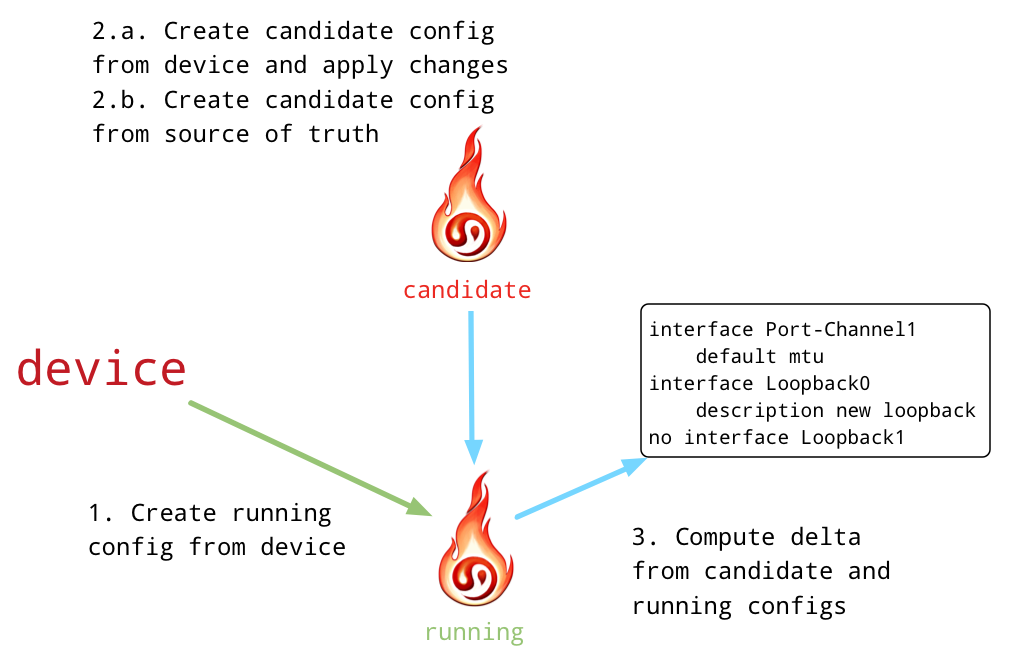 2.a. Create candidate config
from device and apply changes
2.b. Create candidate config
from source of truth
candidate
device
interface Port-Channel1
    default mtu
interface Loopback0
    description new loopback
no interface Loopback1
1. Create running
config from device
3. Compute delta
from candidate and
running configs
running